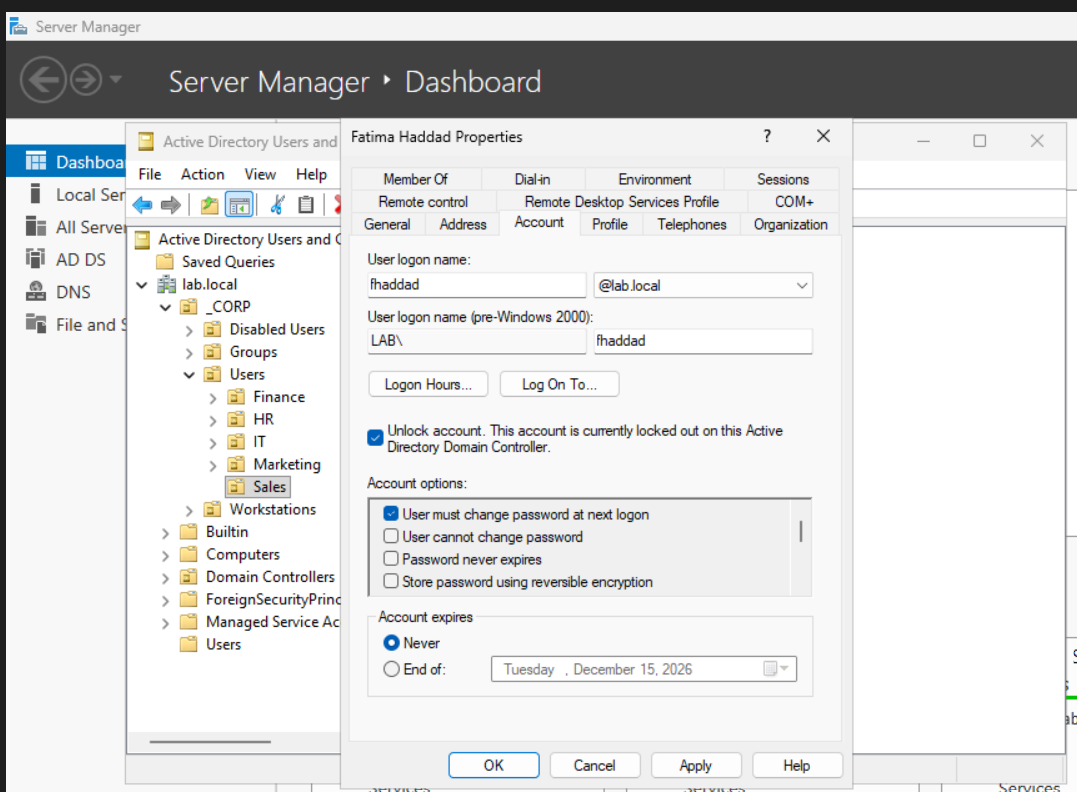 Server Manager
Server Manager ‣ Dashboard
Dashboa
Local Ser
All Server
AD DS
DNS
File and S
Active Directory Users and
File Action View Help
Active Directory Users and C
Saved Queries
lab.local
_CORP
Disabled Users
Groups
Users
Finance
HR
IT
Marketing
Sales
Workstations
Builtin
Computers
Domain Controllers
ForeignSecurityPrinc
Managed Service Ac
Users
Fatima Haddad Properties
?
Member Of Dial-in Environment Sessions
Remote control Remote Desktop Services Profile COM+
General Address Account Profile Telephones Organization
User logon name:
fhaddad @lab.local
User logon name (pre-Windows 2000):
LAB\ fhaddad
Logon Hours... Log On To...
Unlock account. This account is currently locked out on this Active
Directory Domain Controller.
Account options:
User must change password at next logon
User cannot change password
Password never expires
Store password using reversible encryption
Account expires
Never
End of: Tuesday , December 15, 2026
OK Cancel Apply Help
Services Services Services